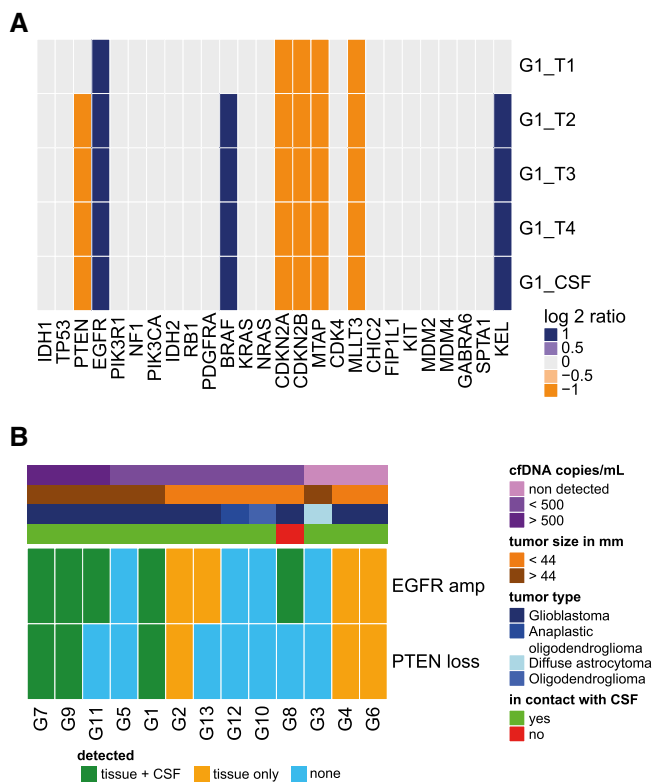 A
G1_T1
G1_T2
G1_T3
G1_T4
G1_CSF
IDH1
TP53
PTEN
EGFR
PIK3R1
NF1
PIK3CA
IDH2
RB1
PDGFRA
BRAF
KRAS
NRAS
CDKN2A
CDKN2B
MTAP
CDK4
MLLT3
CHIC2
FIP1L1
KIT
MDM2
MDM4
GABRA6
SPTA1
KEL
log 2 ratio
1
0.5
0
−0.5
−1
B
EGFR amp
PTEN loss
G7
G9
G11
G5
G1
G2
G13
G12
G10
G8
G3
G4
G6
detected
tissue + CSF
tissue only
none
cfDNA copies/mL
non detected
< 500
> 500
tumor size in mm
< 44
> 44
tumor type
Glioblastoma
Anaplastic
oligodendroglioma
Diffuse astrocytoma
Oligodendroglioma
in contact with CSF
yes
no